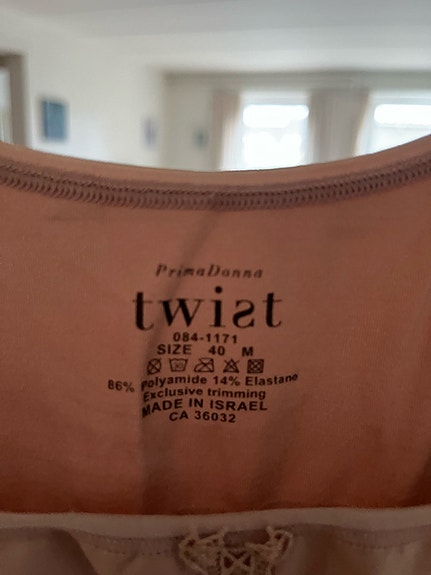 PrimaDonna
twist
084-1171
SIZE 40 M
86% Polyamide 14% Elastane
Exclusive trimming
MADE IN ISRAEL
CA 36032